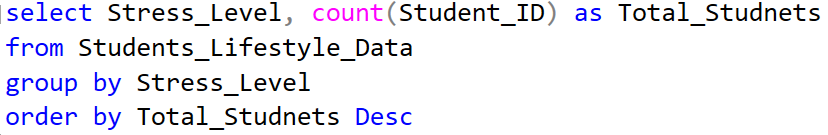 select Stress_Level, count(Student_ID) as Total_Studnets
from Students_Lifestyle_Data
group by Stress_Level
order by Total_Studnets Desc